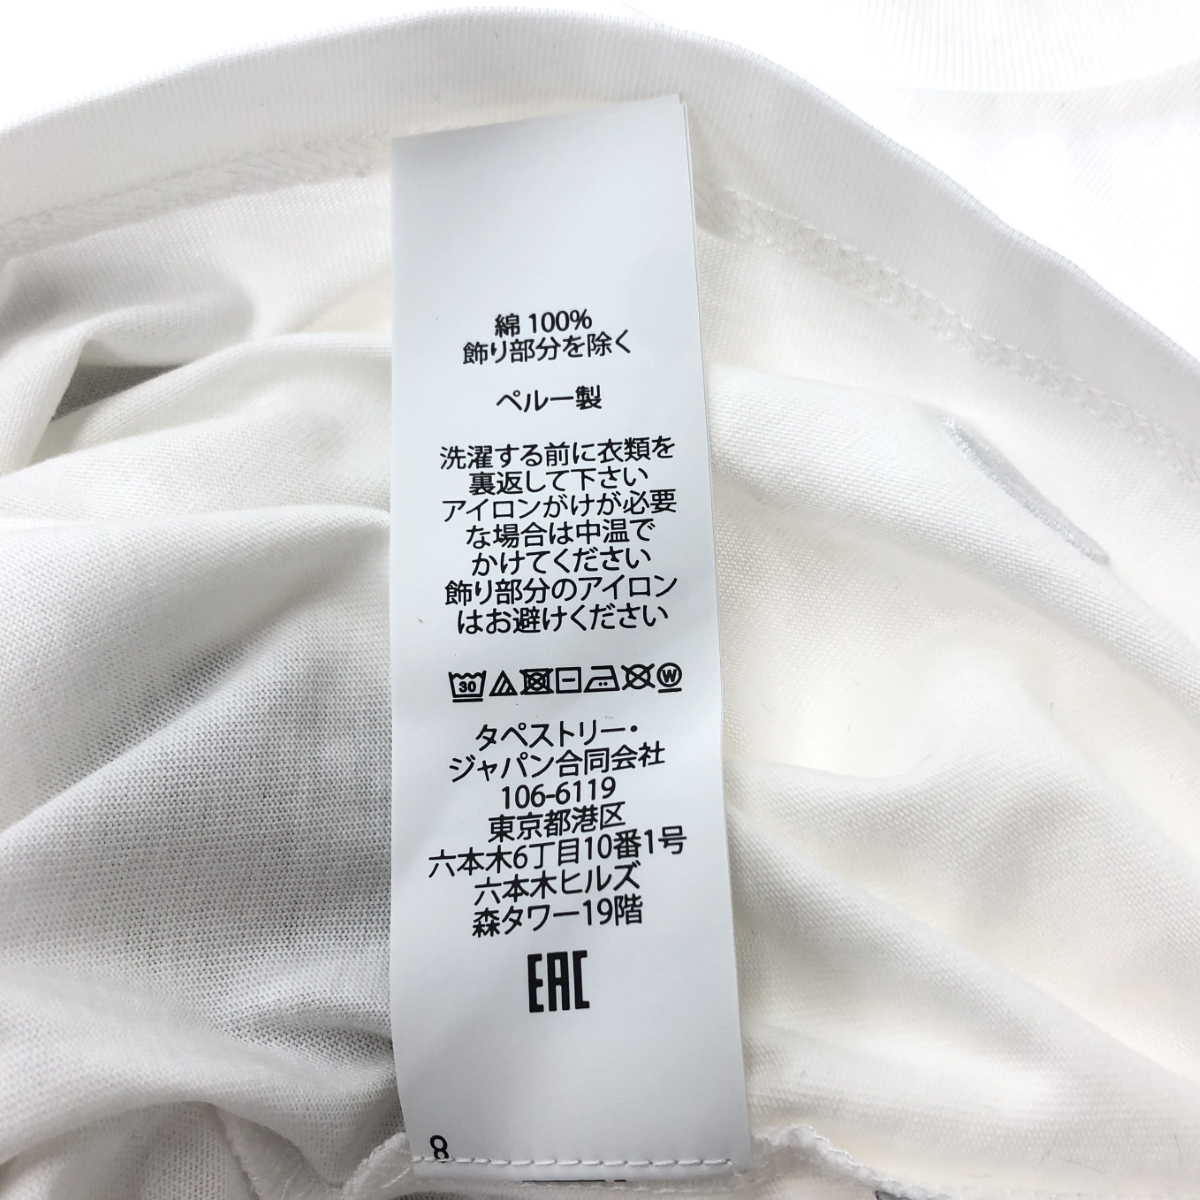 綿 100%
飾り部分を除く
ペルー製
洗濯する前に衣類を
裏返して下さい
アイロンがけが必要
な場合は中温で
かけてください
飾り部分のアイロン
はお避けください
30 W
タペストリー・
ジャパン合同会社
106-6119
東京都港区
六本木6丁目10番1号
六本木ヒルズ
森タワー19階
EAC
8